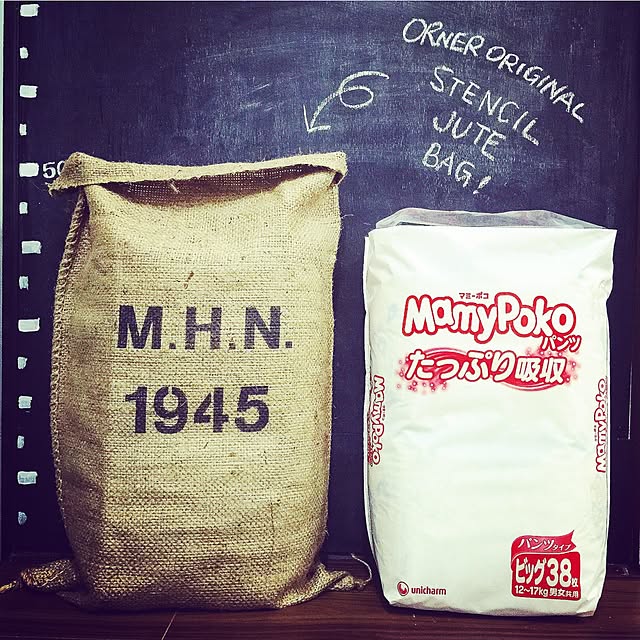 ORNER ORIGINAL
STENCIL
JUTE
BAG!
50
M.H.N.
1945
マミーポコ
MamyPoko
パンツ
たっぷり吸収
MamyPoko
MamyPoko
パンツタイプ
ビッグ38枚
12~17kg 男女共用
unicharm